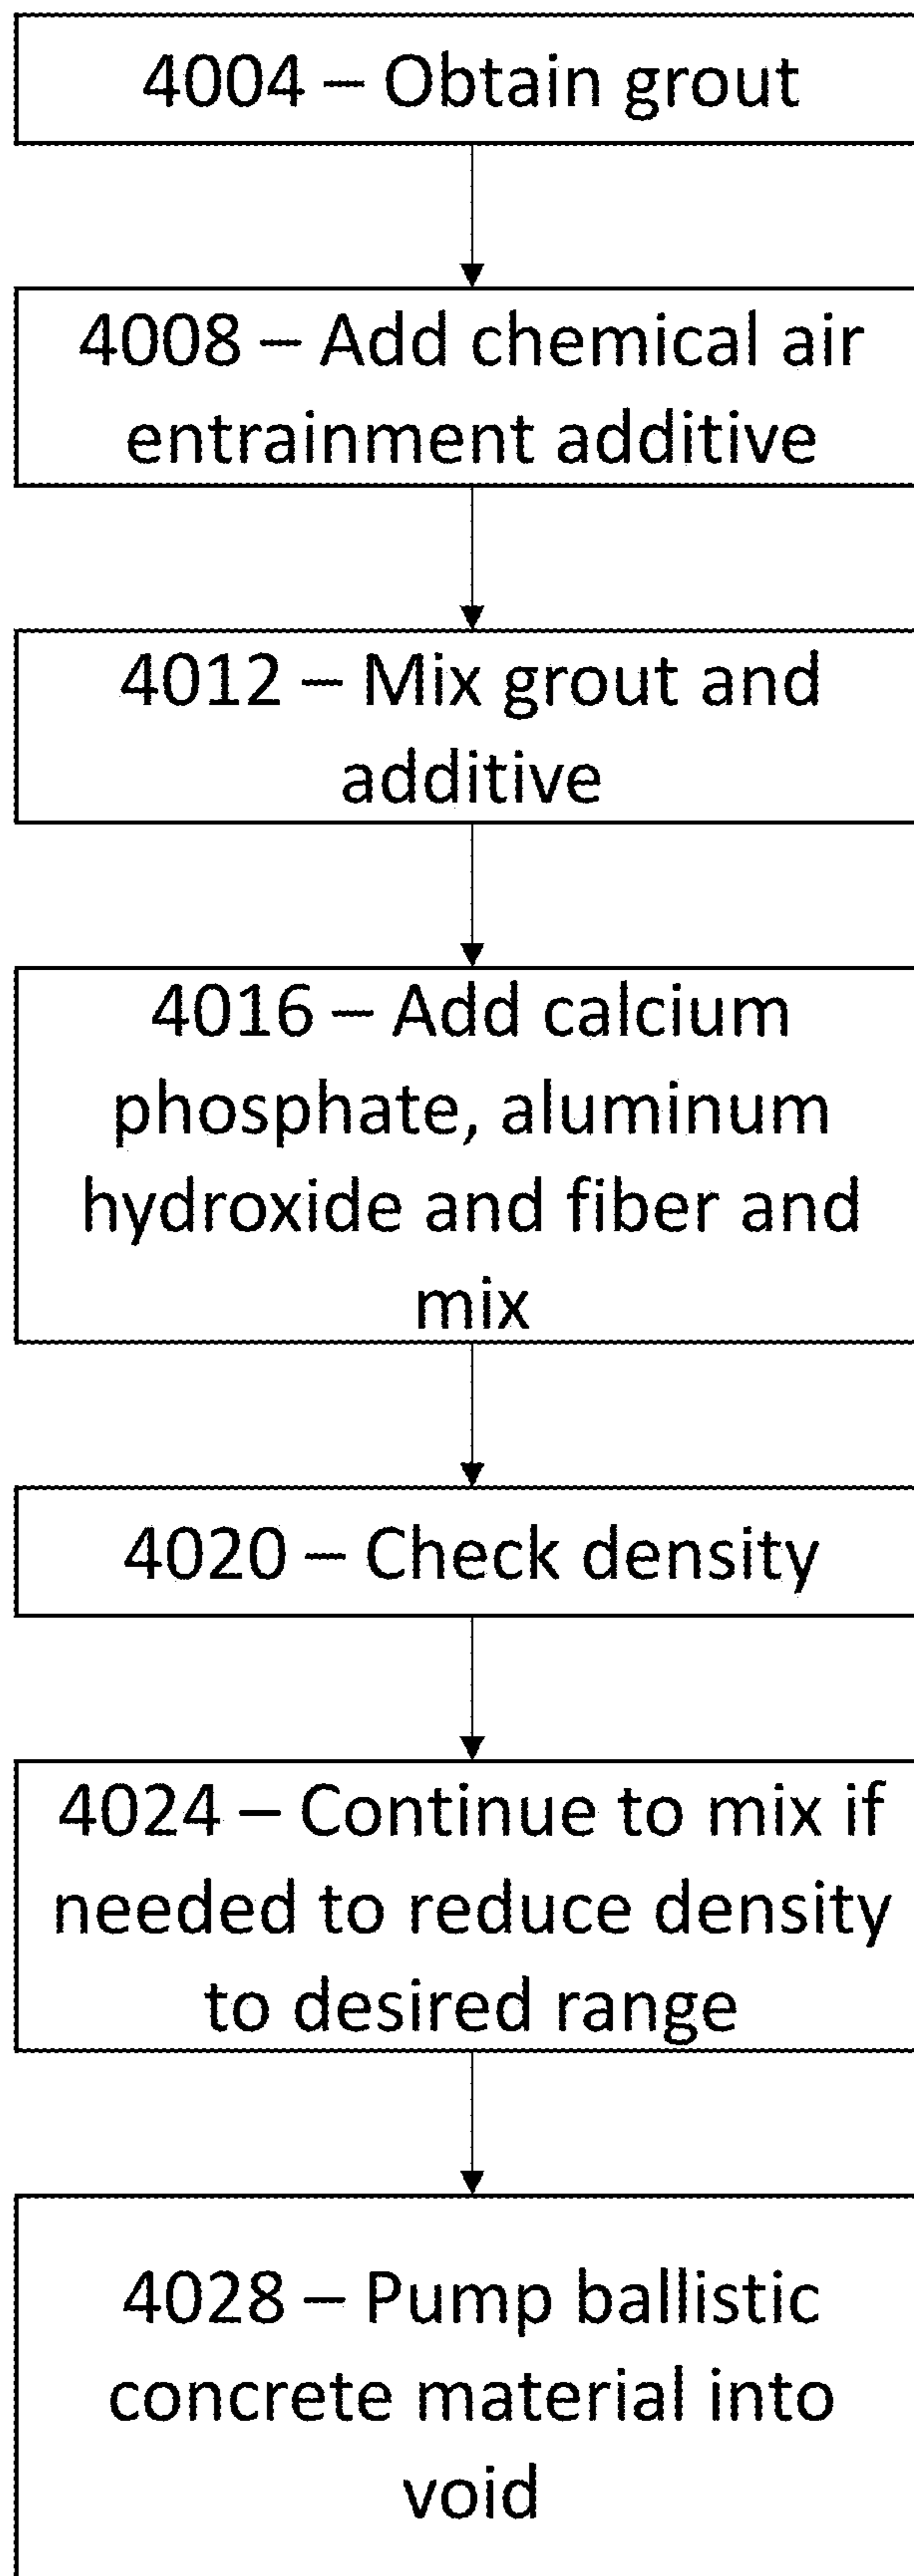 4004 – Obtain grout
4008 – Add chemical air
entrainment additive
4012 – Mix grout and
additive
4016 – Add calcium
phosphate, aluminum
hydroxide and fiber and
mix
4020 – Check density
4024 – Continue to mix if
needed to reduce density
to desired range
4028 – Pump ballistic
concrete material into
void